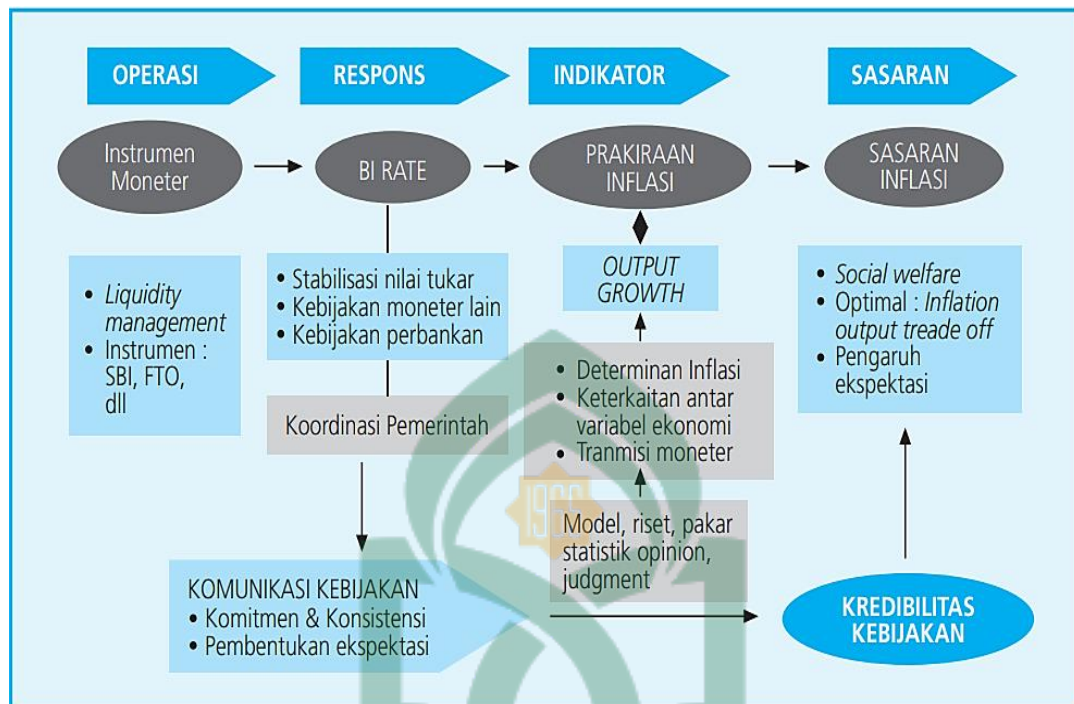 OPERASI
RESPONS
INDIKATOR
SASARAN
Instrumen
Moneter
BI RATE
PRAKIRAAN
INFLASI
SASARAN
INFLASI
• Liquidity
management
• Instrumen :
SBI, FTO,
dll
• Stabilisasi nilai tukar
• Kebijakan moneter lain
• Kebijakan perbankan
OUTPUT
GROWTH
• Social welfare
• Optimal : Inflation
output treade off
• Pengaruh
ekspektasi
Koordinasi Pemerintah
• Determinan Inflasi
• Keterkaitan antar
variabel ekonomi
• Tranmisi moneter
1965
Model, riset, pakar
statistik opinion,
judgment
KOMUNIKASI KEBIJAKAN
• Komitmen & Konsistensi
• Pembentukan ekspektasi
KREDIBILITAS
KEBIJAKAN